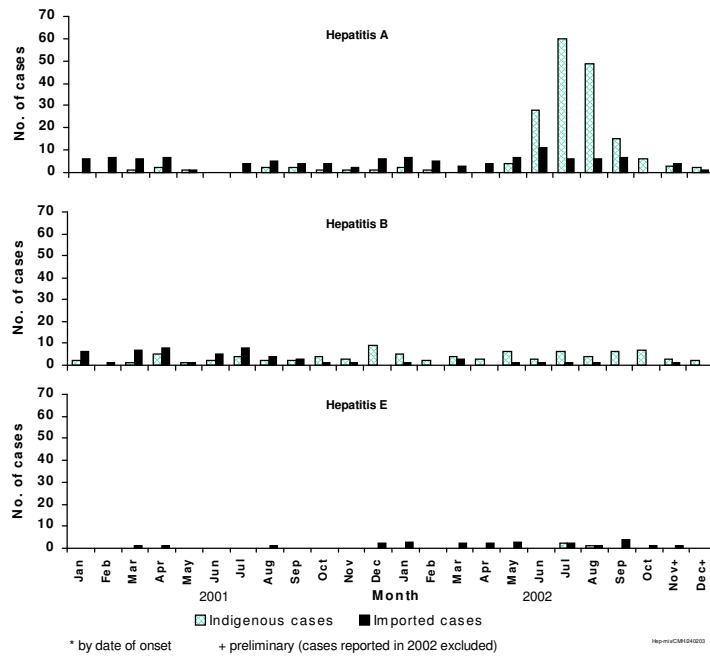 Hepatitis A
No. of cases
70
60
50
40
30
20
10
0
Hepatitis B
No. of cases
70
60
50
40
30
20
10
0
Hepatitis E
No. of cases
70
60
50
40
30
20
10
0
Jan Feb Mar Apr May Jun Jul Aug Sep Oct Nov Dec Jan Feb Mar Apr May Jun Jul Aug Sep Oct Nov+ Dec+
2001 Month 2002
Indigenous cases Imported cases
* by date of onset + preliminary (cases reported in 2002 excluded)
Hep-mix/CMH/240203